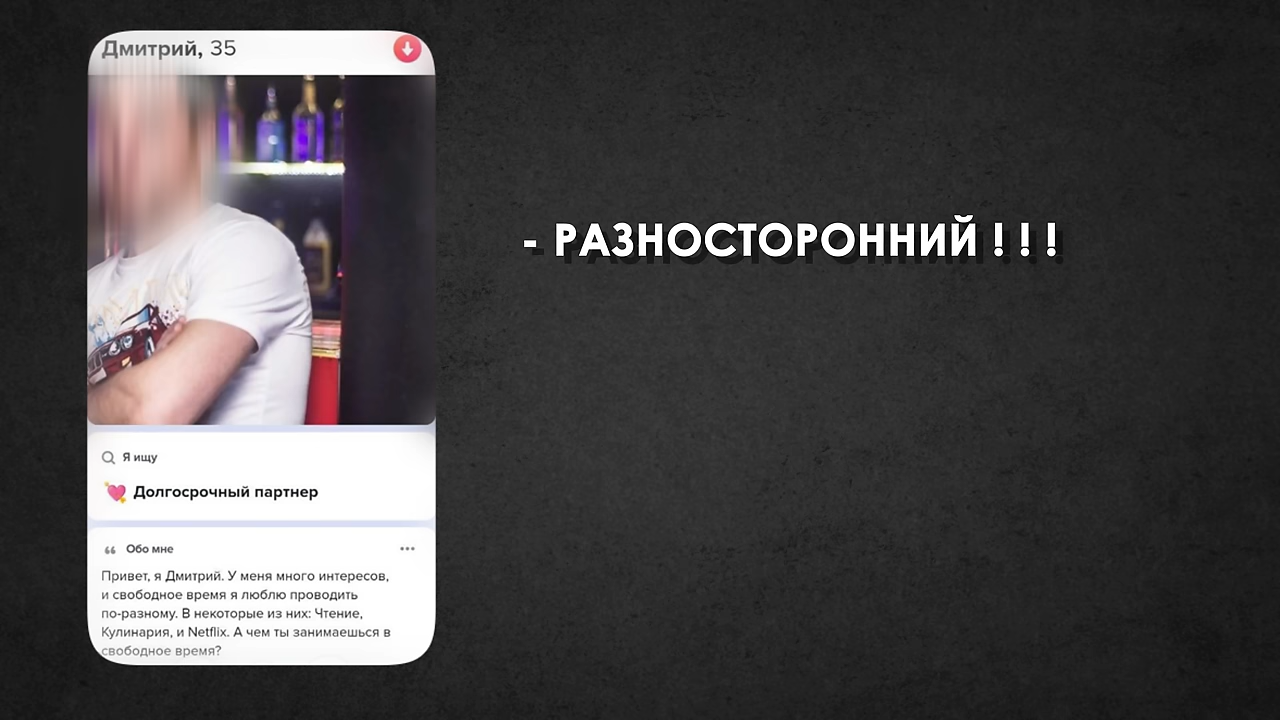 Дмитрий, 35
- РАЗНОСТОРОННИЙ ! ! !
Я ищу
Долгосрочный партнер
Обо мне
Привет, я Дмитрий. У меня много интересов,
и свободное время я люблю проводить
по-разному. В некоторые из них: Чтение,
Кулинария, и Netflix. А чем ты занимаешься в
свободное время?